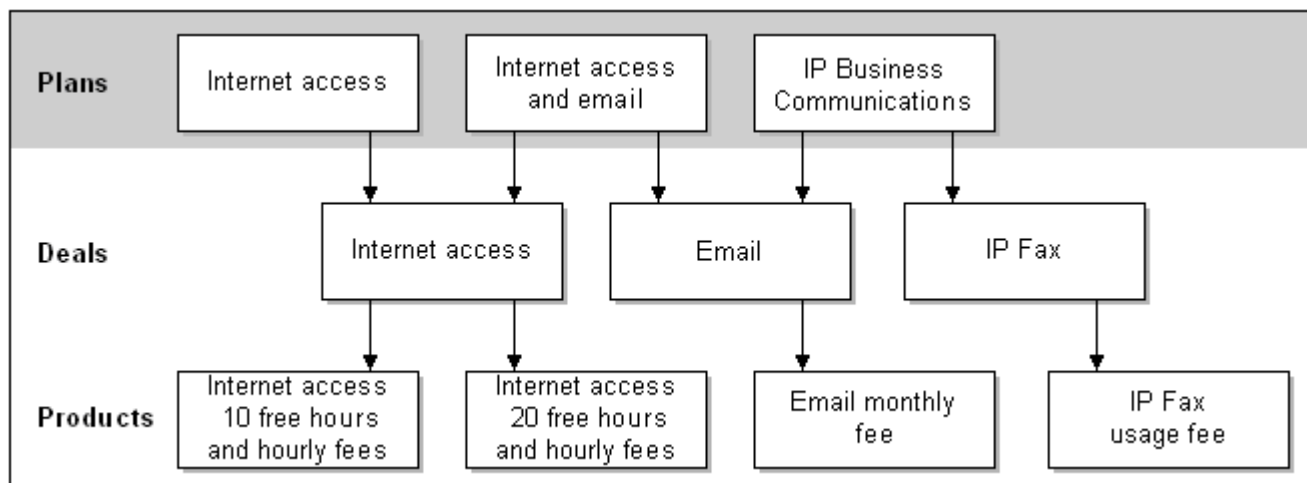 Plans
Internet access
Internet access
and email
IP Business
Communications
Deals
Internet access
Email
IP Fax
Products
Internet access
10 free hours
and hourly fees
Internet access
20 free hours
and hourly fees
Email monthly
fee
IP Fax
usage fee